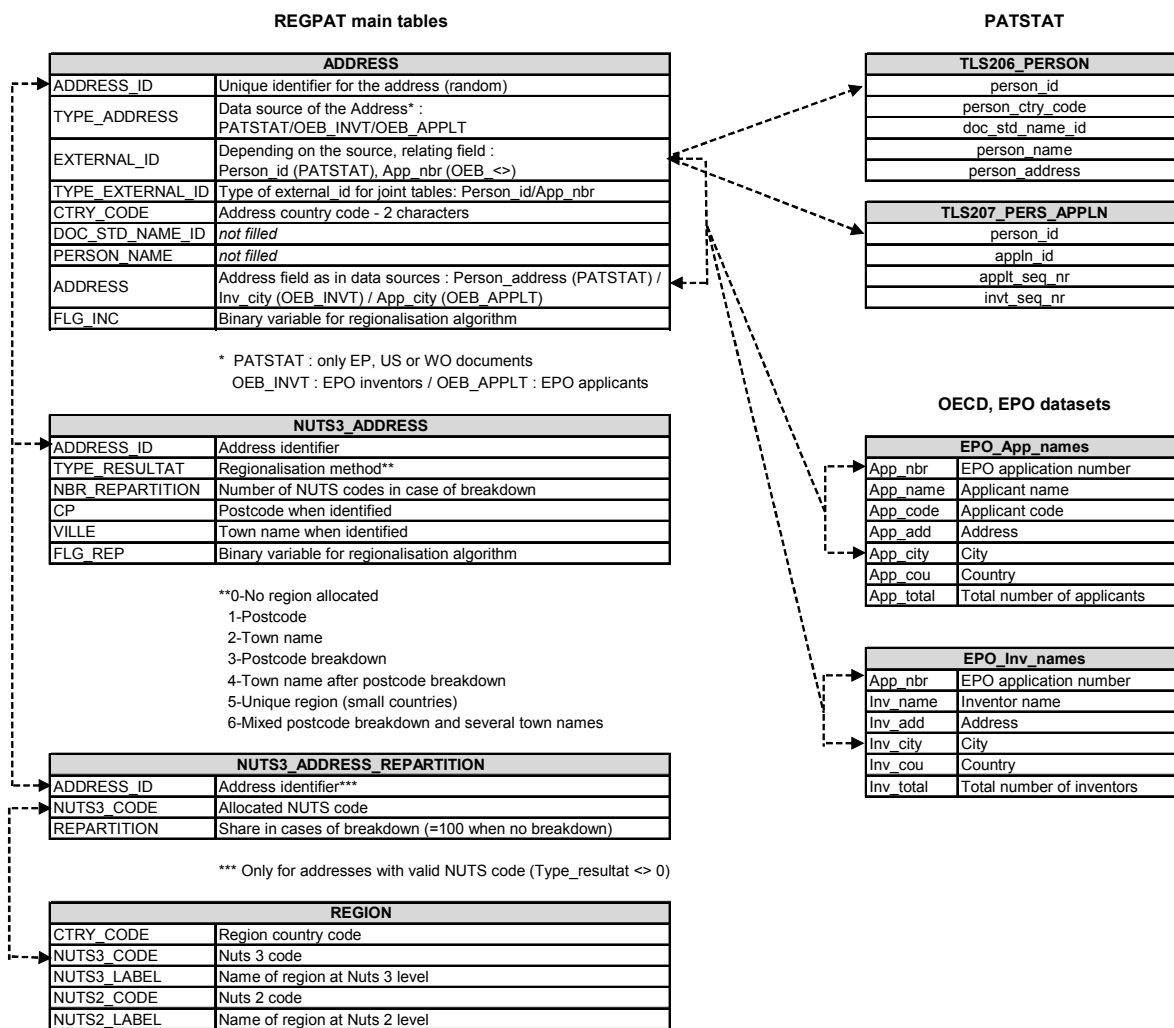 REGPAT main tables
ADDRESS
ADDRESS_ID Unique identifier for the address (random)
TYPE_ADDRESS Data source of the Address* :
PATSTAT/OEB_INVT/OEB_APPLT
EXTERNAL_ID Depending on the source, relating field :
Person_id (PATSTAT), App_nbr (OEB_<>)
TYPE_EXTERNAL_ID Type of external_id for joint tables: Person_id/App_nbr
CTRY_CODE Address country code - 2 characters
DOC_STD_NAME_ID not filled
PERSON_NAME not filled
ADDRESS Address field as in data sources : Person_address (PATSTAT) /
Inv_city (OEB_INVT) / App_city (OEB_APPLT)
FLG_INC Binary variable for regionalisation algorithm
* PATSTAT : only EP, US or WO documents
OEB_INVT : EPO inventors / OEB_APPLT : EPO applicants
NUTS3_ADDRESS
ADDRESS_ID Address identifier
TYPE_RESULTAT Regionalisation method**
NBR_REPARTITION Number of NUTS codes in case of breakdown
CP Postcode when identified
VILLE Town name when identified
FLG_REP Binary variable for regionalisation algorithm
**0-No region allocated
1-Postcode
2-Town name
3-Postcode breakdown
4-Town name after postcode breakdown
5-Unique region (small countries)
6-Mixed postcode breakdown and several town names
NUTS3_ADDRESS_REPARTITION
ADDRESS_ID Address identifier***
NUTS3_CODE Allocated NUTS code
REPARTITION Share in cases of breakdown (=100 when no breakdown)
*** Only for addresses with valid NUTS code (Type_resultat <> 0)
REGION
CTRY_CODE Region country code
NUTS3_CODE Nuts 3 code
NUTS3_LABEL Name of region at Nuts 3 level
NUTS2_CODE Nuts 2 code
NUTS2_LABEL Name of region at Nuts 2 level
PATSTAT
TLS206_PERSON
person_id
person_ctry_code
doc_std_name_id
person_name
person_address
TLS207_PERS_APPLN
person_id
appln_id
applt_seq_nr
invt_seq_nr
OECD, EPO datasets
EPO_App_names
App_nbr EPO application number
App_name Applicant name
App_code Applicant code
App_add Address
App_city City
App_cou Country
App_total Total number of applicants
EPO_Inv_names
App_nbr EPO application number
Inv_name Inventor name
Inv_add Address
Inv_city City
Inv_cou Country
Inv_total Total number of inventors